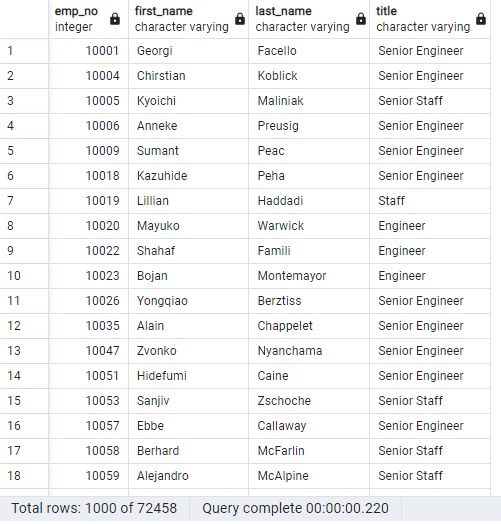 emp_no first_name last_name title
integer character varying character varying character varying
1 10001 Georgi Facello Senior Engineer
2 10004 Chirstian Koblick Senior Engineer
3 10005 Kyoichi Maliniak Senior Staff
4 10006 Anneke Preusig Senior Engineer
5 10009 Sumant Peac Senior Engineer
6 10018 Kazuhide Peha Senior Engineer
7 10019 Lillian Haddadi Staff
8 10020 Mayuko Warwick Engineer
9 10022 Shahaf Famili Engineer
10 10023 Bojan Montemayor Engineer
11 10026 Yongqiao Berztiss Senior Engineer
12 10035 Alain Chappelet Senior Engineer
13 10047 Zvonko Nyanchama Senior Engineer
14 10051 Hidefumi Caine Senior Engineer
15 10053 Sanjiv Zschoche Senior Staff
16 10057 Ebbe Callaway Senior Engineer
17 10058 Berhard McFarlin Senior Staff
18 10059 Alejandro McAlpine Senior Staff
Total rows: 1000 of 72458 Query complete 00:00:00.220